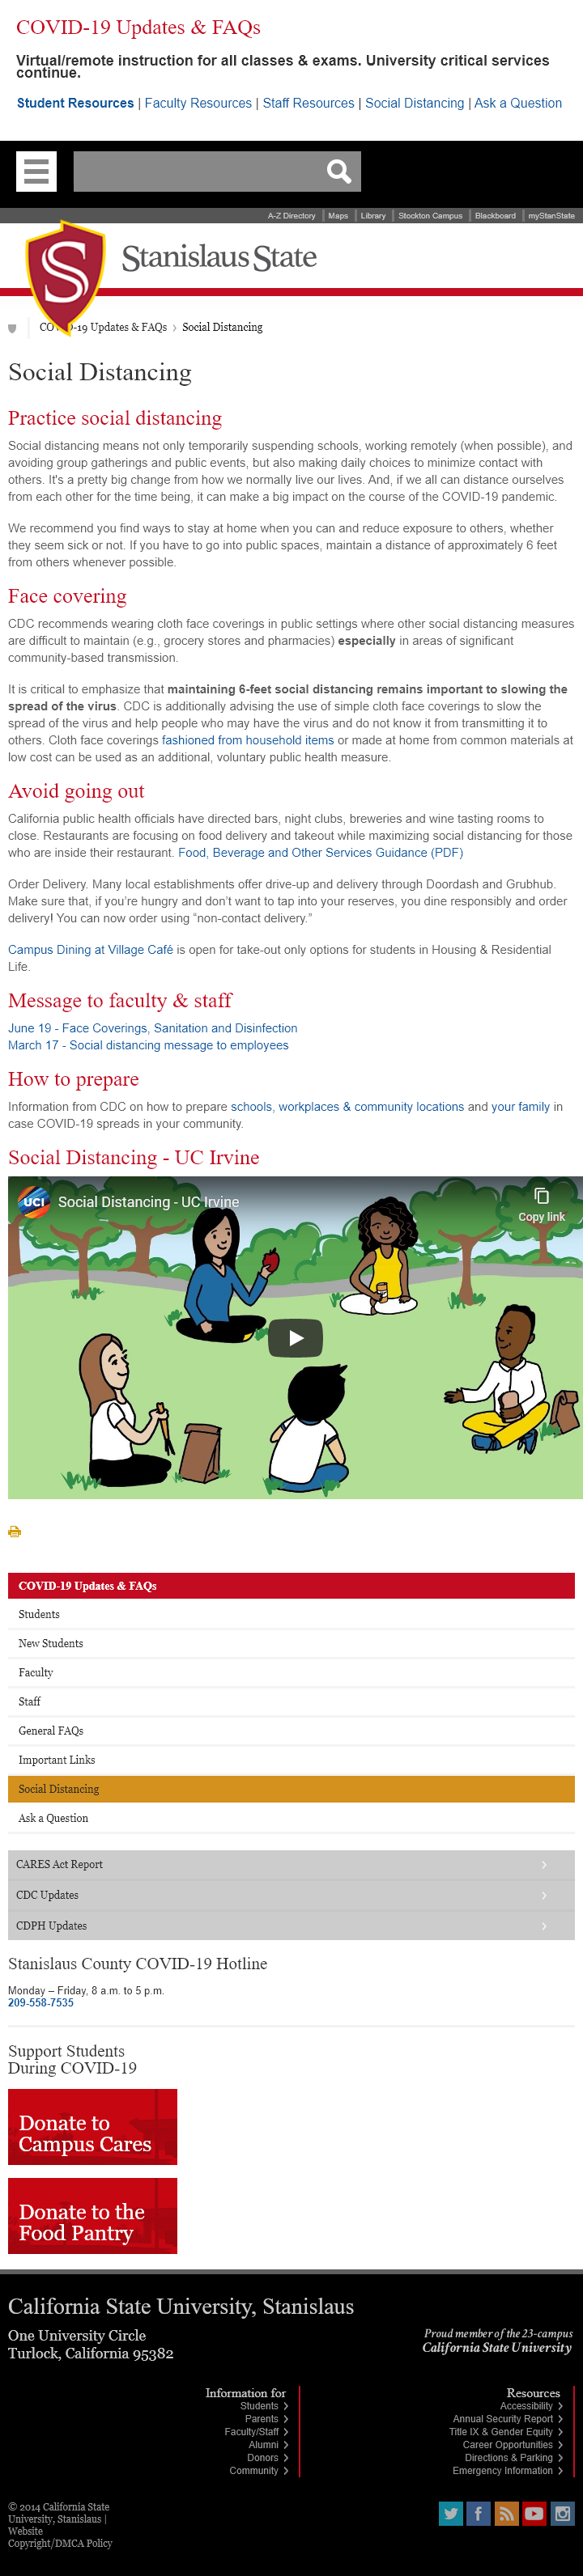 COVID-19 Updates & FAQs
Virtual/remote instruction for all classes & exams. University critical services
continue.
Student Resources | Faculty Resources | Staff Resources | Social Distancing | Ask a Question
A-Z Directory | Maps | Library | Stockton Campus | Blackboard | myStanState
S
Stanislaus State
COVID-19 Updates & FAQs > Social Distancing
Social Distancing
Practice social distancing
Social distancing means not only temporarily suspending schools, working remotely (when possible), and
avoiding group gatherings and public events, but also making daily choices to minimize contact with
others. It's a pretty big change from how we normally live our lives. And, if we all can distance ourselves
from each other for the time being, it can make a big impact on the course of the COVID-19 pandemic.
We recommend you find ways to stay at home when you can and reduce exposure to others, whether
they seem sick or not. If you have to go into public spaces, maintain a distance of approximately 6 feet
from others whenever possible.
Face covering
CDC recommends wearing cloth face coverings in public settings where other social distancing measures
are difficult to maintain (e.g., grocery stores and pharmacies) especially in areas of significant
community-based transmission.
It is critical to emphasize that maintaining 6-feet social distancing remains important to slowing the
spread of the virus. CDC is additionally advising the use of simple cloth face coverings to slow the
spread of the virus and help people who may have the virus and do not know it from transmitting it to
others. Cloth face coverings fashioned from household items or made at home from common materials at
low cost can be used as an additional, voluntary public health measure.
Avoid going out
California public health officials have directed bars, night clubs, breweries and wine tasting rooms to
close. Restaurants are focusing on food delivery and takeout while maximizing social distancing for those
who are inside their restaurant. Food, Beverage and Other Services Guidance (PDF)
Order Delivery. Many local establishments offer drive-up and delivery through Doordash and Grubhub.
Make sure that, if you're hungry and don't want to tap into your reserves, you dine responsibly and order
delivery! You can now order using "non-contact delivery."
Campus Dining at Village Café is open for take-out only options for students in Housing & Residential
Life.
Message to faculty & staff
June 19 - Face Coverings, Sanitation and Disinfection
March 17 - Social distancing message to employees
How to prepare
Information from CDC on how to prepare schools, workplaces & community locations and your family in
case COVID-19 spreads in your community.
Social Distancing - UC Irvine
UCI Social Distancing - UC Irvine
Copy link
COVID-19 Updates & FAQs
Students
New Students
Faculty
Staff
General FAQs
Important Links
Social Distancing
Ask a Question
CARES Act Report
CDC Updates
CDPH Updates
Stanislaus County COVID-19 Hotline
Monday – Friday, 8 a.m. to 5 p.m.
209-558-7535
Support Students
During COVID-19
Donate to
Campus Cares
Donate to the
Food Pantry
California State University, Stanislaus
One University Circle
Turlock, California 95382
Proud member of the 23-campus
California State University
Information for
Students
Parents
Faculty/Staff
Alumni
Donors
Community
Resources
Accessibility
Annual Security Report
Title IX & Gender Equity
Career Opportunities
Directions & Parking
Emergency Information
© 2014 California State
University, Stanislaus |
Website
Copyright/DMCA Policy